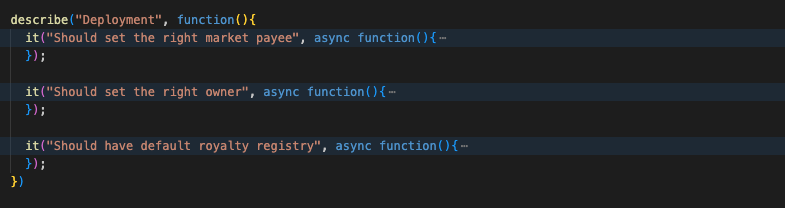 describe("Deployment", function(){
it("Should set the right market payee", async function(){⋯
});
it("Should set the right owner", async function(){⋯
});
it("Should have default royalty registry", async function(){⋯
});
})